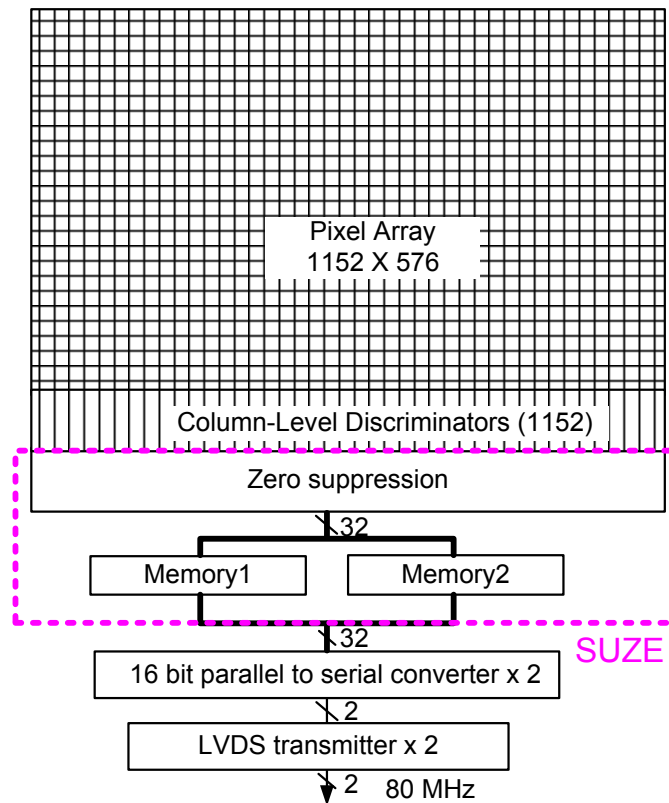 Pixel Array
1152 X 576
Column-Level Discriminators (1152)
Zero suppression
32
Memory1
Memory2
32
SUZE
16 bit parallel to serial converter x 2
2
LVDS transmitter x 2
2
80 MHz